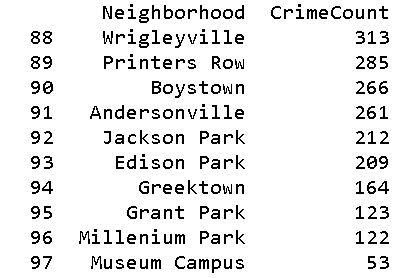 Neighborhood CrimeCount
88 Wrigleyville 313
89 Printers Row 285
90 Boystown 266
91 Andersonville 261
92 Jackson Park 212
93 Edison Park 209
94 Greektown 164
95 Grant Park 123
96 Millenium Park 122
97 Museum Campus 53